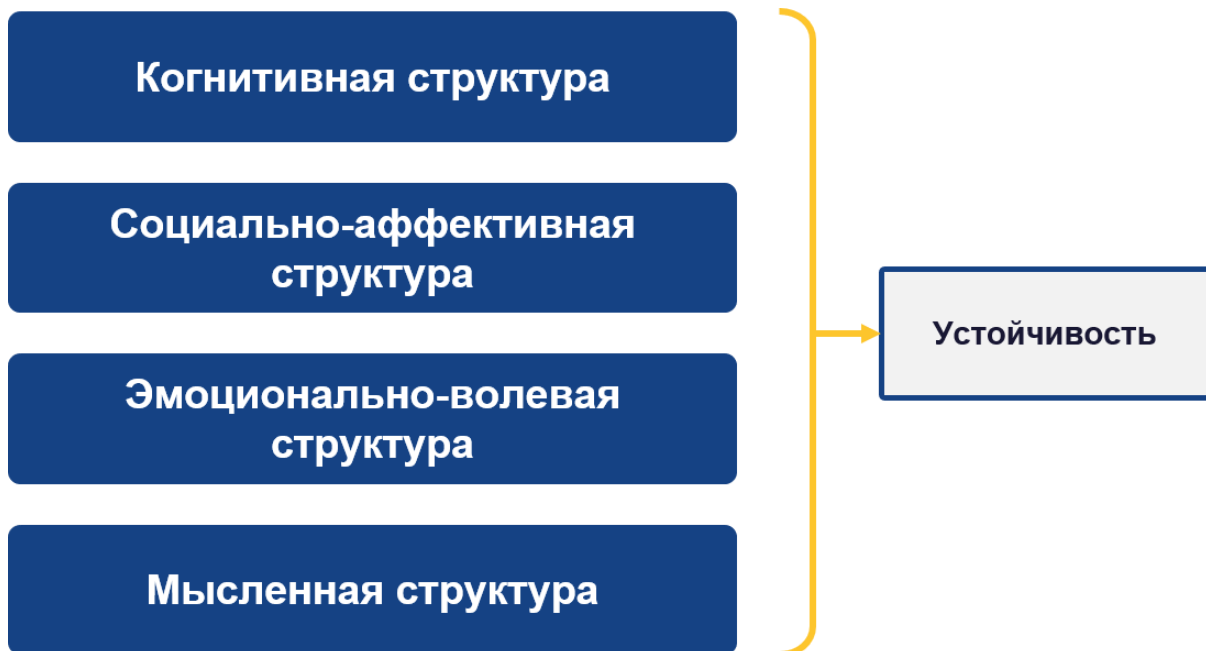 Когнитивная структура
Социально-аффективная
структура
Эмоционально-волевая
структура
Мысленная структура
Устойчивость